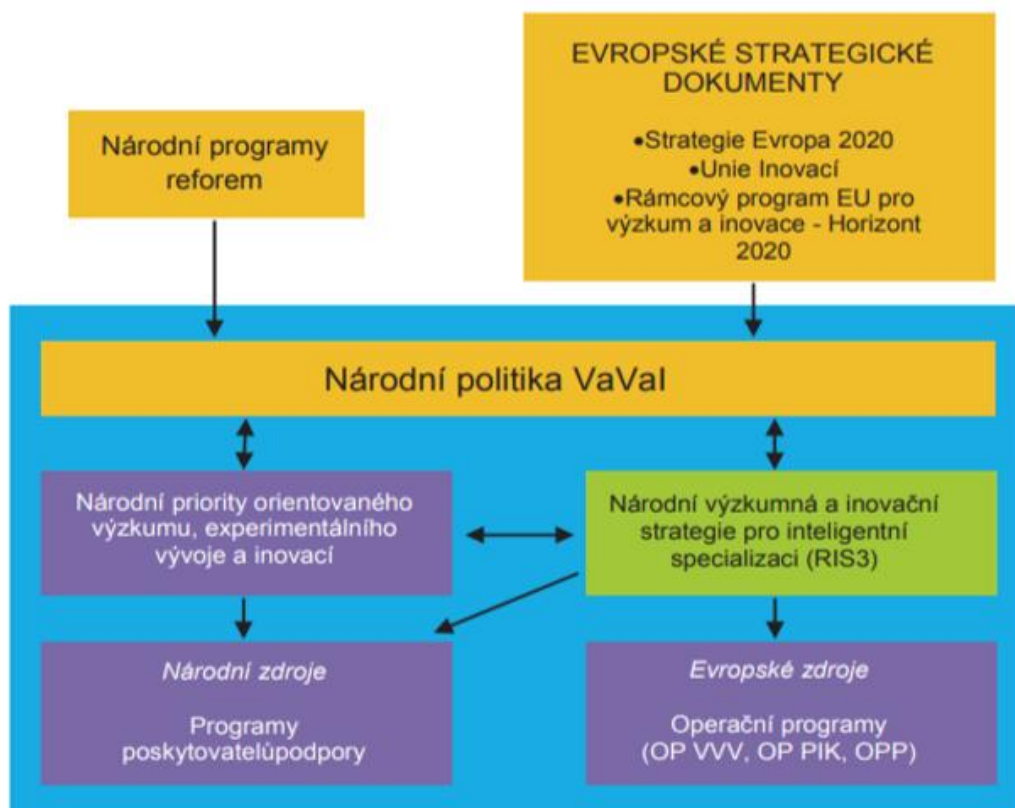 EVROPSKÉ STRATEGICKÉ
DOKUMENTY
•Strategie Evropa 2020
•Unie Inovací
•Rámcový program EU pro
výzkum a inovace - Horizont
2020
Národní programy
reforem
Národní politika VaVaI
Národní priority orientovaného
výzkumu, experimentálního
vývoje a inovací
Národní výzkumná a inovační
strategie pro inteligentní
specializaci (RIS3)
Národní zdroje
Programy
poskytovatelůpodpory
Evropské zdroje
Operační programy
(OP VVV, OP PIK, OPP)